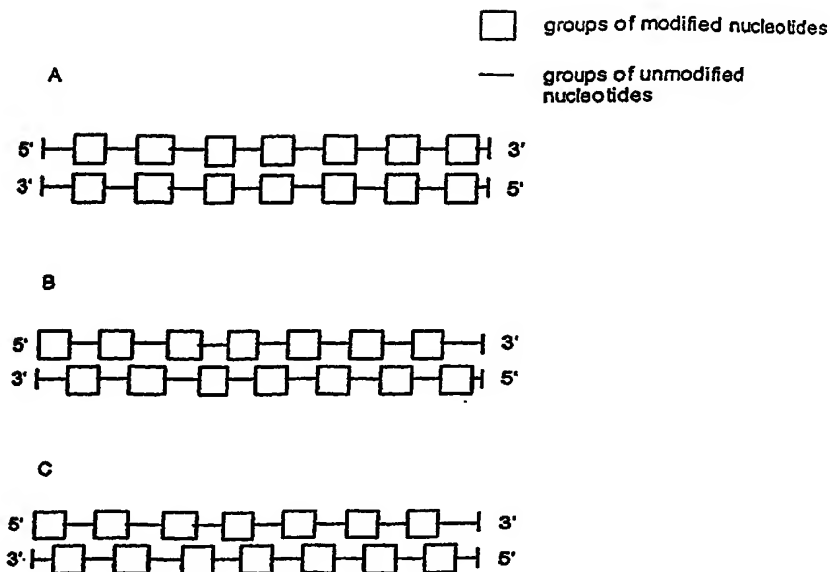 groups of modified nucleotides
groups of unmodified
nucleotides
A
5' 3'
3' 5'
B
5' 3'
3' 5'
C
5' 3'
3' 5'